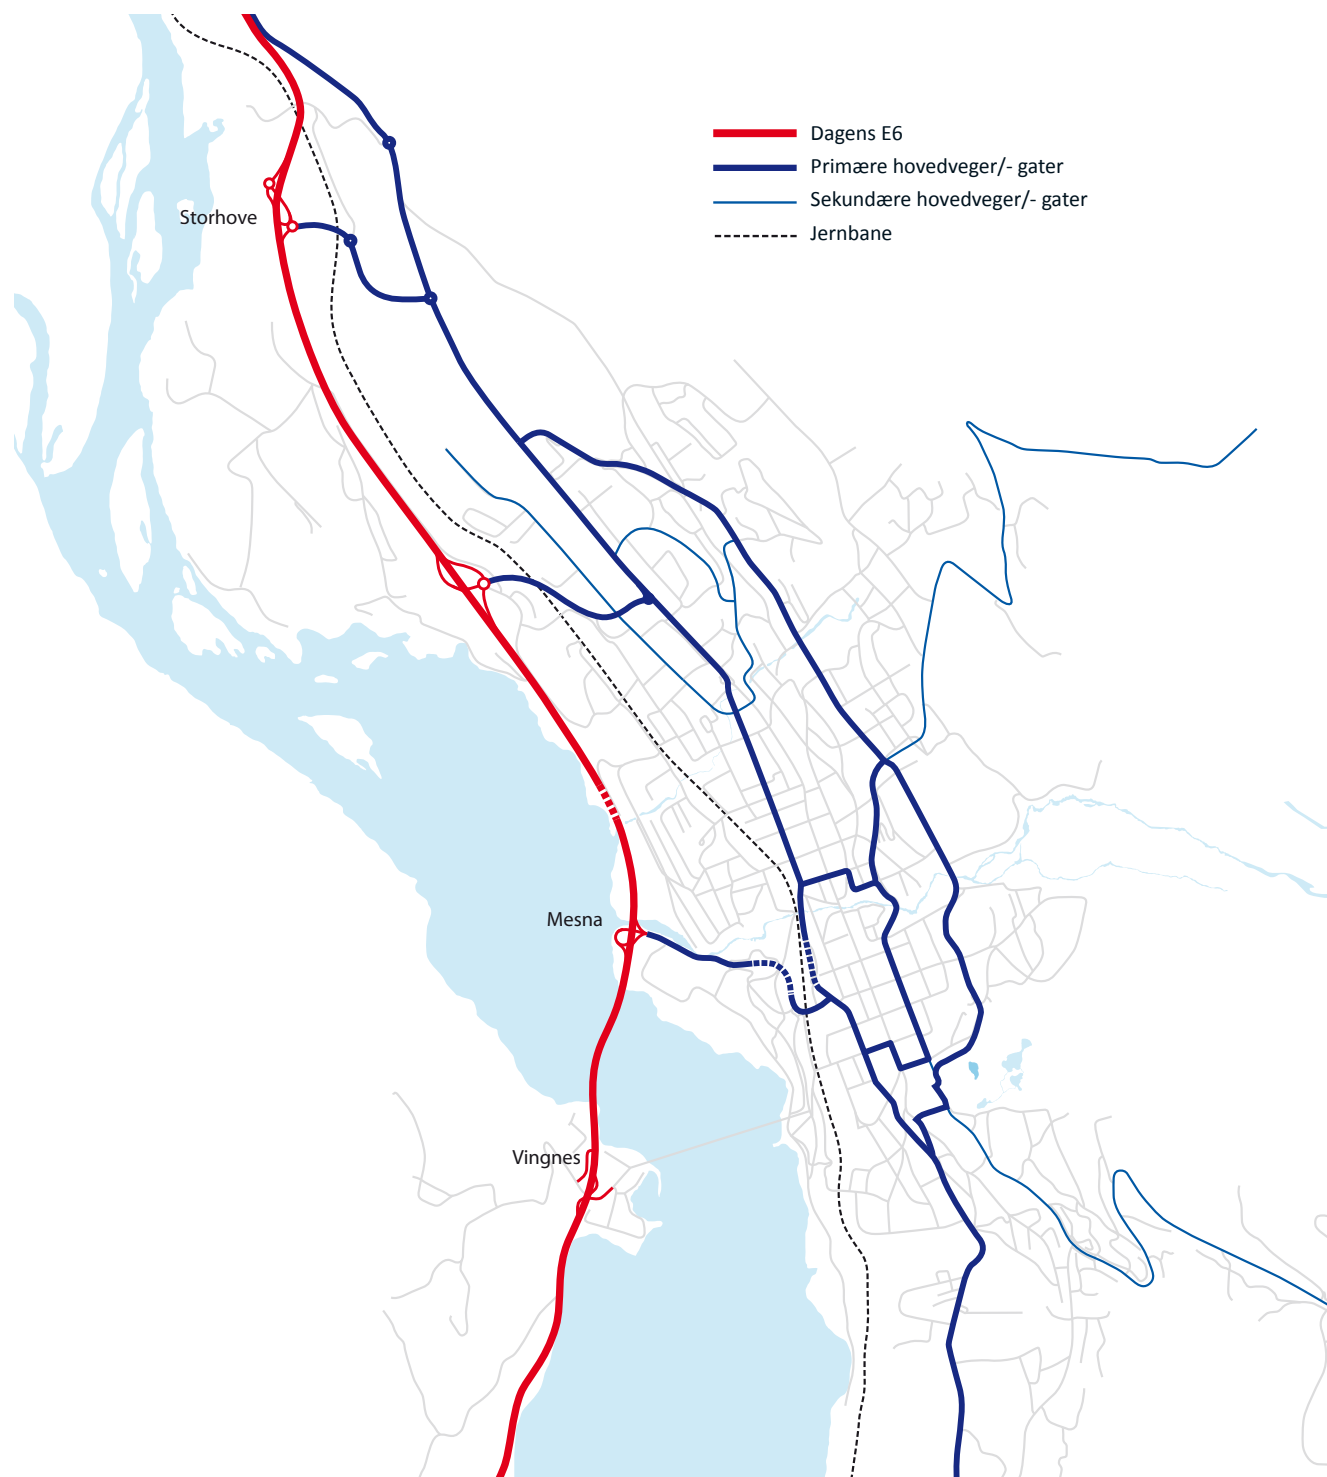 Dagens E6
Primære hovedveger/- gater
Sekundære hovedveger/- gater
Jernbane
Storhove
Mesna
Vingnes